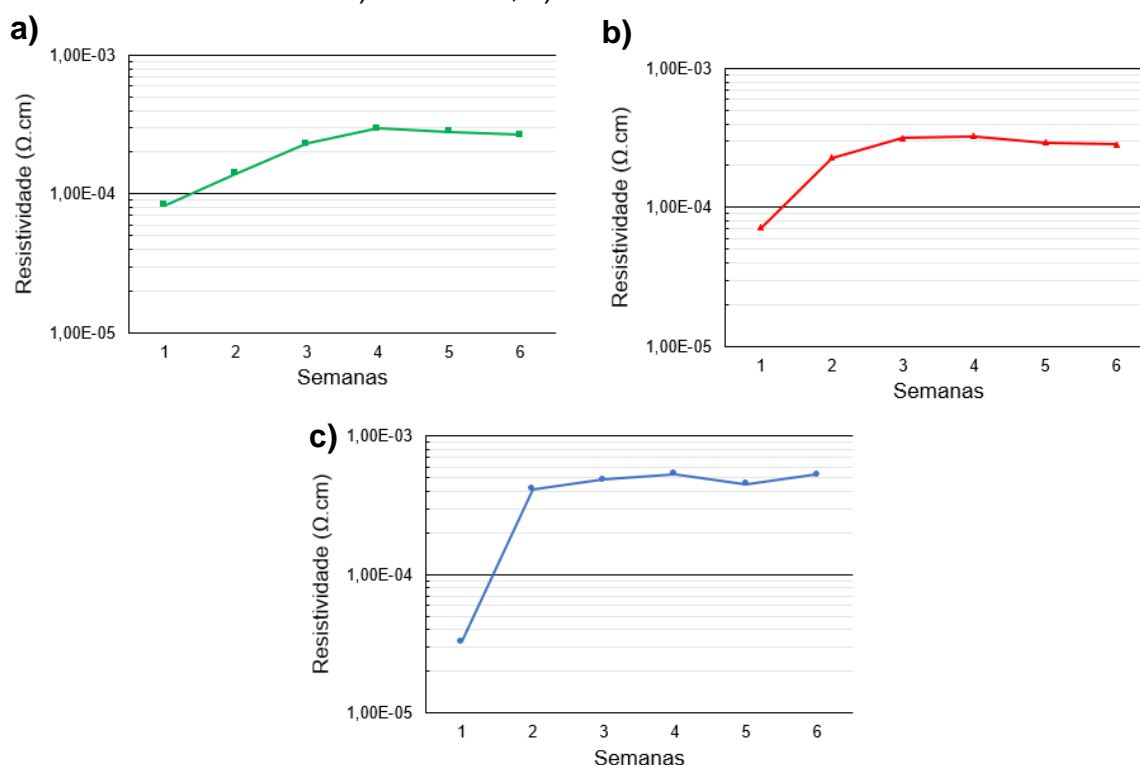 a)
b)
1,00E-03
1,00E-04
1,00E-05
Resistividade (Ω.cm)
1 2 3 4 5 6
Semanas
1,00E-03
1,00E-04
1,00E-05
Resistividade (Ω.cm)
1 2 3 4 5 6
Semanas
c)
1,00E-03
1,00E-04
1,00E-05
Resistividade (Ω.cm)
1 2 3 4 5 6
Semanas